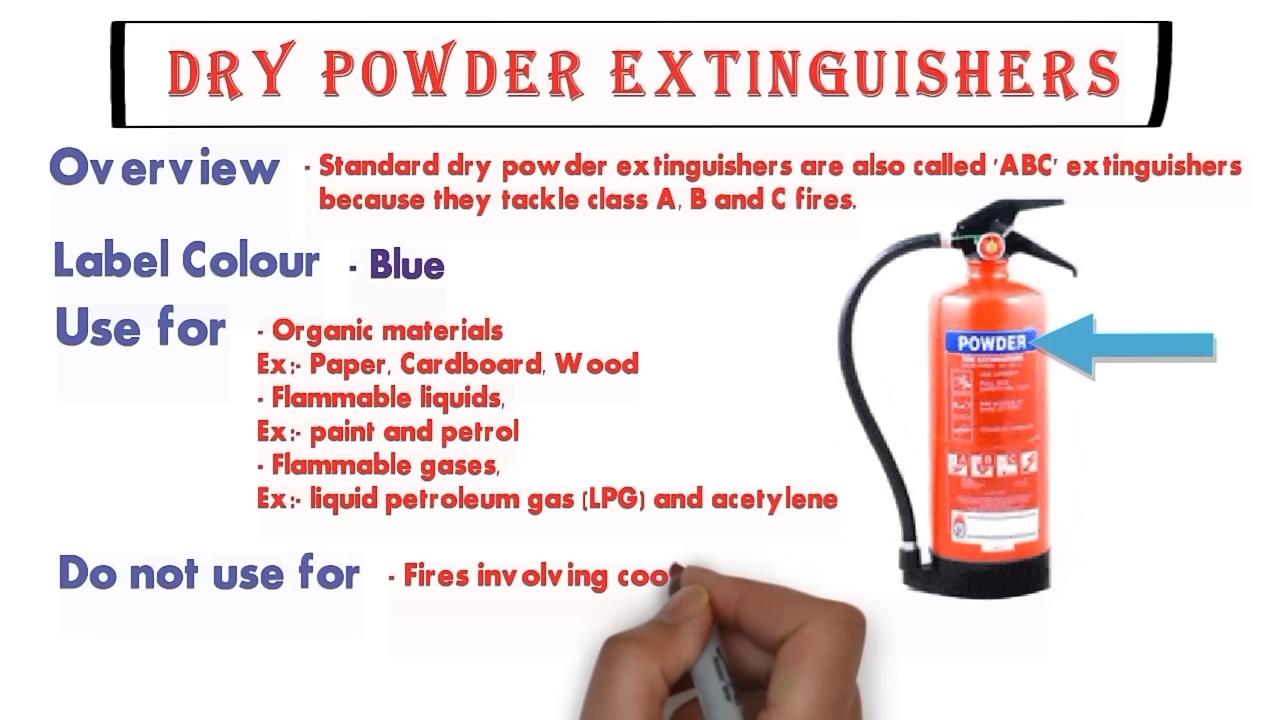 DRY POWDER EXTINGUISHERS
Overview - Standard dry powder extinguishers are also called 'ABC' extinguishers
because they tackle class A, B and C fires.
Label Colour - Blue
Use for - Organic materials
Ex:- Paper, Cardboard, Wood
- Flammable liquids,
Ex:- paint and petrol
- Flammable gases,
Ex:- liquid petroleum gas (LPG) and acetylene
Do not use for - Fires involving coo
POWDER
A B C